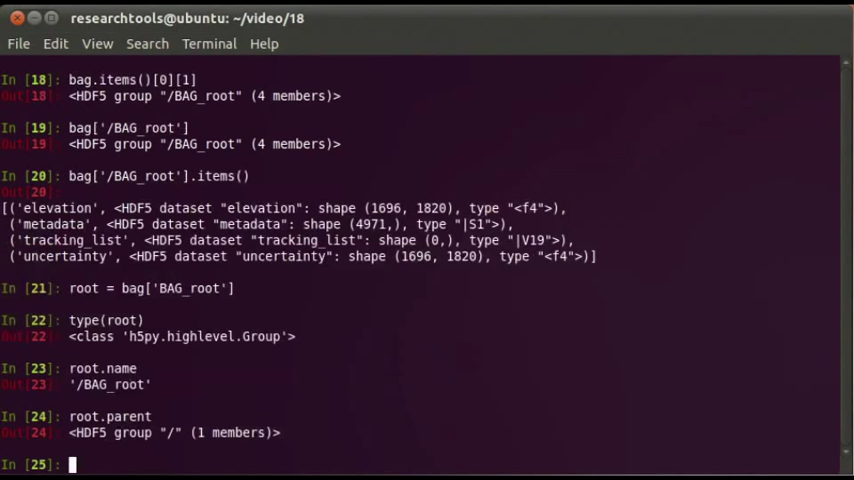 researchtools@ubuntu: ~/video/18
File Edit View Search Terminal Help
In [18]: bag.items()[0][1]
Out[18]: <HDF5 group "/BAG_root" (4 members)>
In [19]: bag['/BAG_root']
Out[19]: <HDF5 group "/BAG_root" (4 members)>
In [20]: bag['/BAG_root'].items()
Out[20]:
[('elevation', <HDF5 dataset "elevation": shape (1696, 1820), type "<f4">),
('metadata', <HDF5 dataset "metadata": shape (4971,), type "|S1">),
('tracking_list', <HDF5 dataset "tracking_list": shape (0,), type "|V19">),
('uncertainty', <HDF5 dataset "uncertainty": shape (1696, 1820), type "<f4">)]
In [21]: root = bag['BAG_root']
In [22]: type(root)
Out[22]: <class 'h5py.highlevel.Group'>
In [23]: root.name
Out[23]: '/BAG_root'
In [24]: root.parent
Out[24]: <HDF5 group "/" (1 members)>
In [25]: